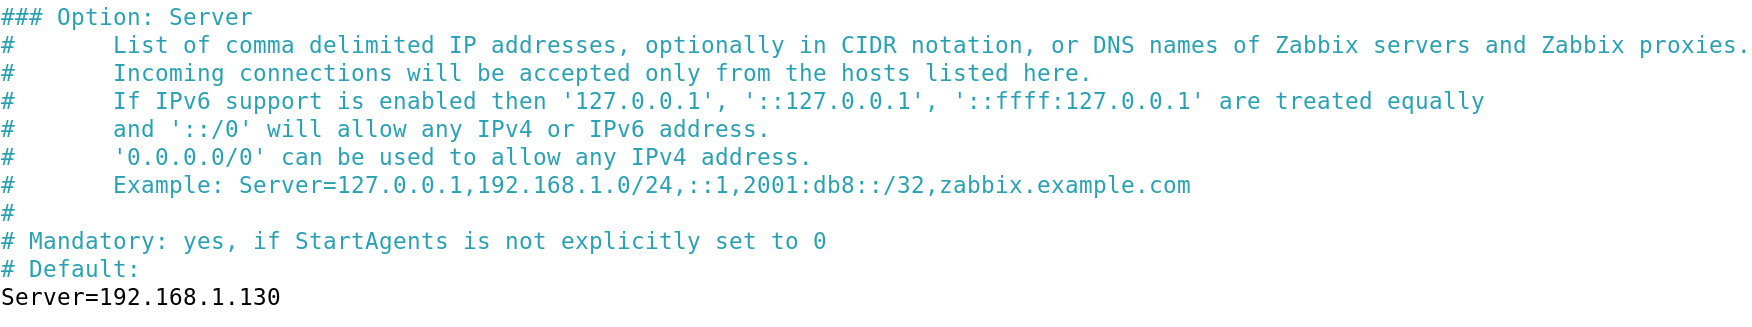 ### Option: Server
#       List of comma delimited IP addresses, optionally in CIDR notation, or DNS names of Zabbix servers and Zabbix proxies.
#       Incoming connections will be accepted only from the hosts listed here.
#       If IPv6 support is enabled then '127.0.0.1', '::127.0.0.1', '::ffff:127.0.0.1' are treated equally
#       and '::/0' will allow any IPv4 or IPv6 address.
#       '0.0.0.0/0' can be used to allow any IPv4 address.
#       Example: Server=127.0.0.1,192.168.1.0/24,::1,2001:db8::/32,zabbix.example.com
#
# Mandatory: yes, if StartAgents is not explicitly set to 0
# Default:
Server=192.168.1.130